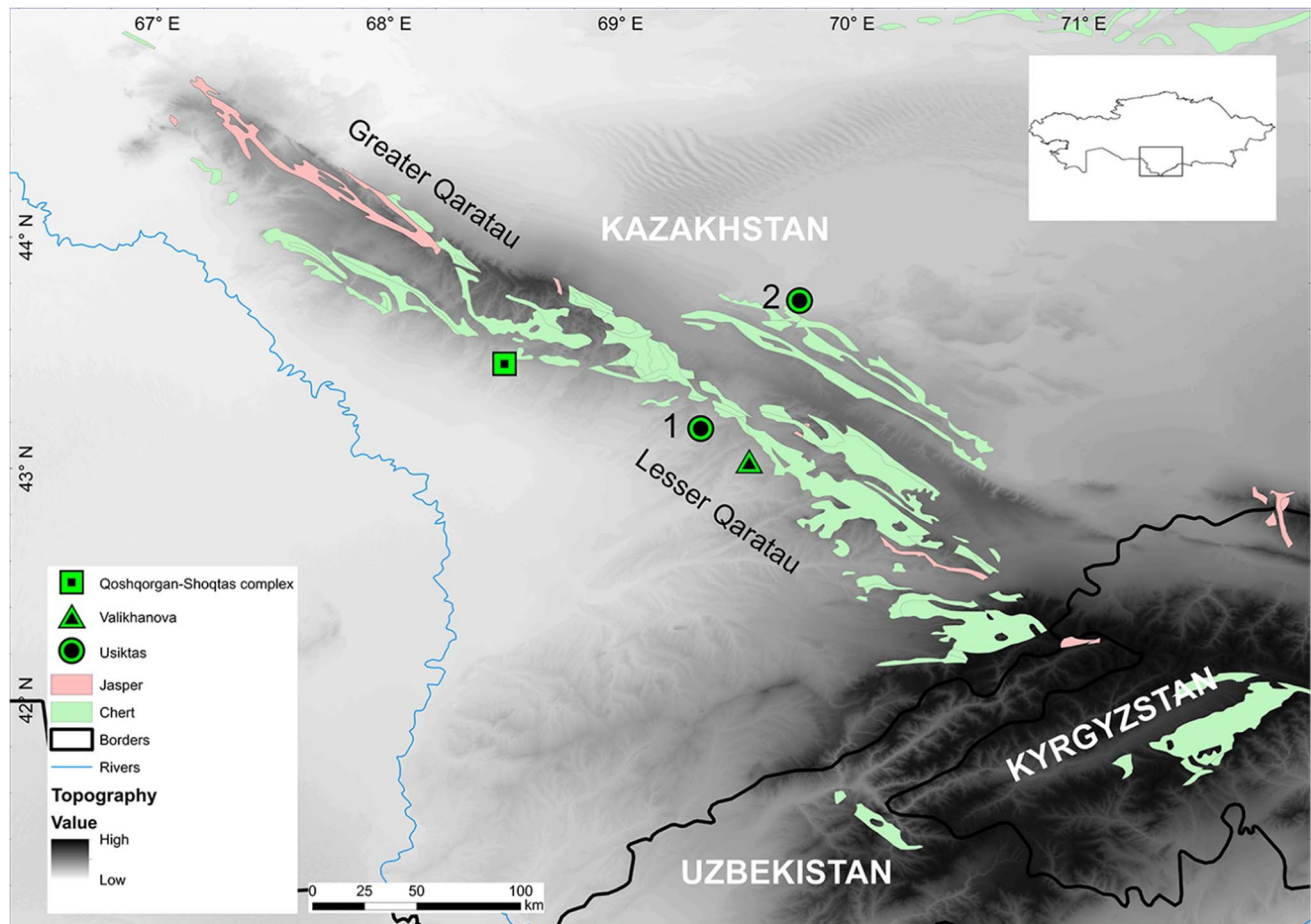 67° E
68° E
69° E
70° E
71° E
Greater Qaratau
KAZAKHSTAN
44° N
2
1
43° N
Lesser Qaratau
Qoshqorgan-Shoqtas complex
Valikhanova
Usiktas
Jasper
Chert
Borders
Rivers
Topography
Value
High
Low
42° N
KYRGYZSTAN
UZBEKISTAN
0 25 50 100
km